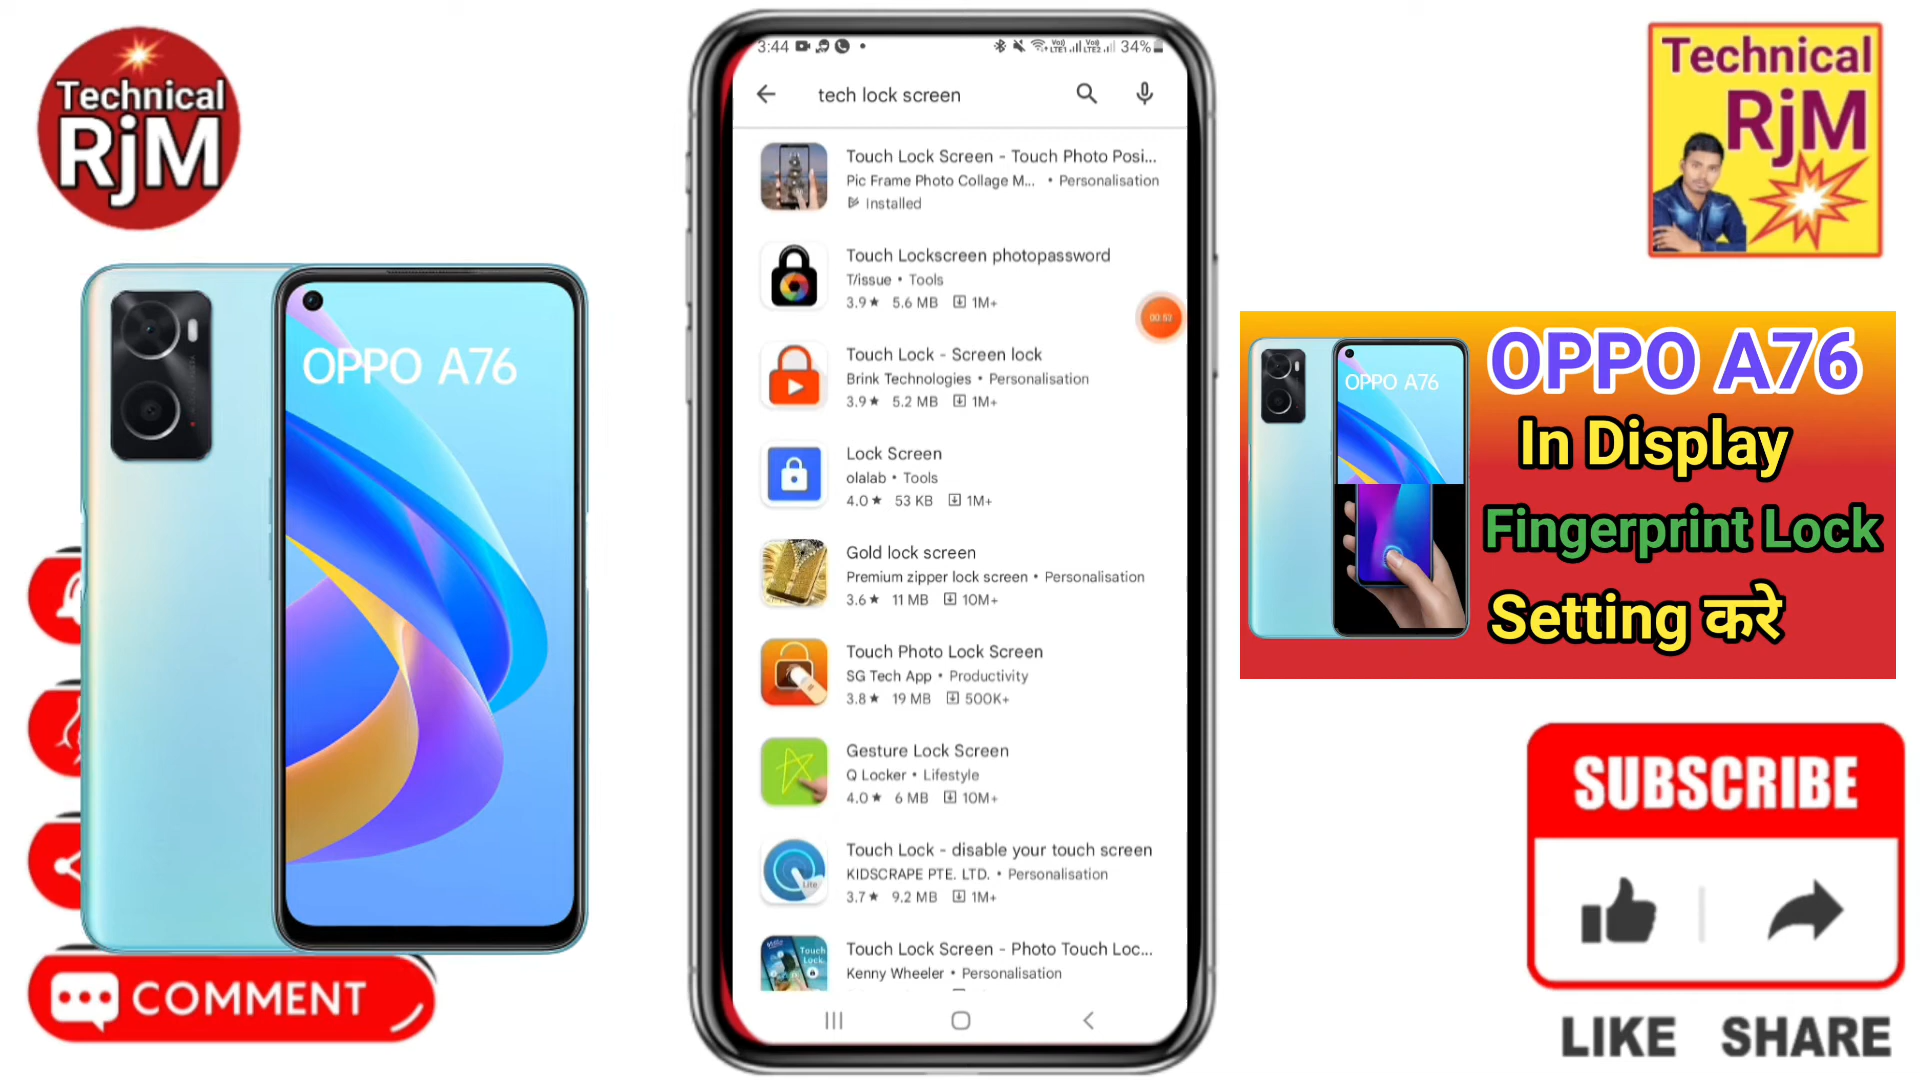 Technical
RjM
OPPO A76
COMMENT
3:44
34%
tech lock screen
Touch Lock Screen - Touch Photo Posi...
Pic Frame Photo Collage M... • Personalisation
Installed
Touch Lockscreen photopassword
T/issue • Tools
3.9★ 5.6 MB 1M+
Touch Lock - Screen lock
Brink Technologies • Personalisation
3.9★ 5.2 MB 1M+
Lock Screen
olalab • Tools
4.0★ 53 KB 1M+
Gold lock screen
Premium zipper lock screen • Personalisation
3.6★ 11 MB 10M+
Touch Photo Lock Screen
SG Tech App • Productivity
3.8★ 19 MB 500K+
Gesture Lock Screen
Q Locker • Lifestyle
4.0★ 6 MB 10M+
Touch Lock - disable your touch screen
KIDSCRAPE PTE. LTD. • Personalisation
3.7★ 9.2 MB 1M+
Lite
Touch Lock Screen - Photo Touch Loc...
Kenny Wheeler • Personalisation
Touch
Lock
00:52
Technical
RjM
OPPO A76
OPPO A76
In Display
Fingerprint Lock
Setting करे
SUBSCRIBE
LIKE SHARE